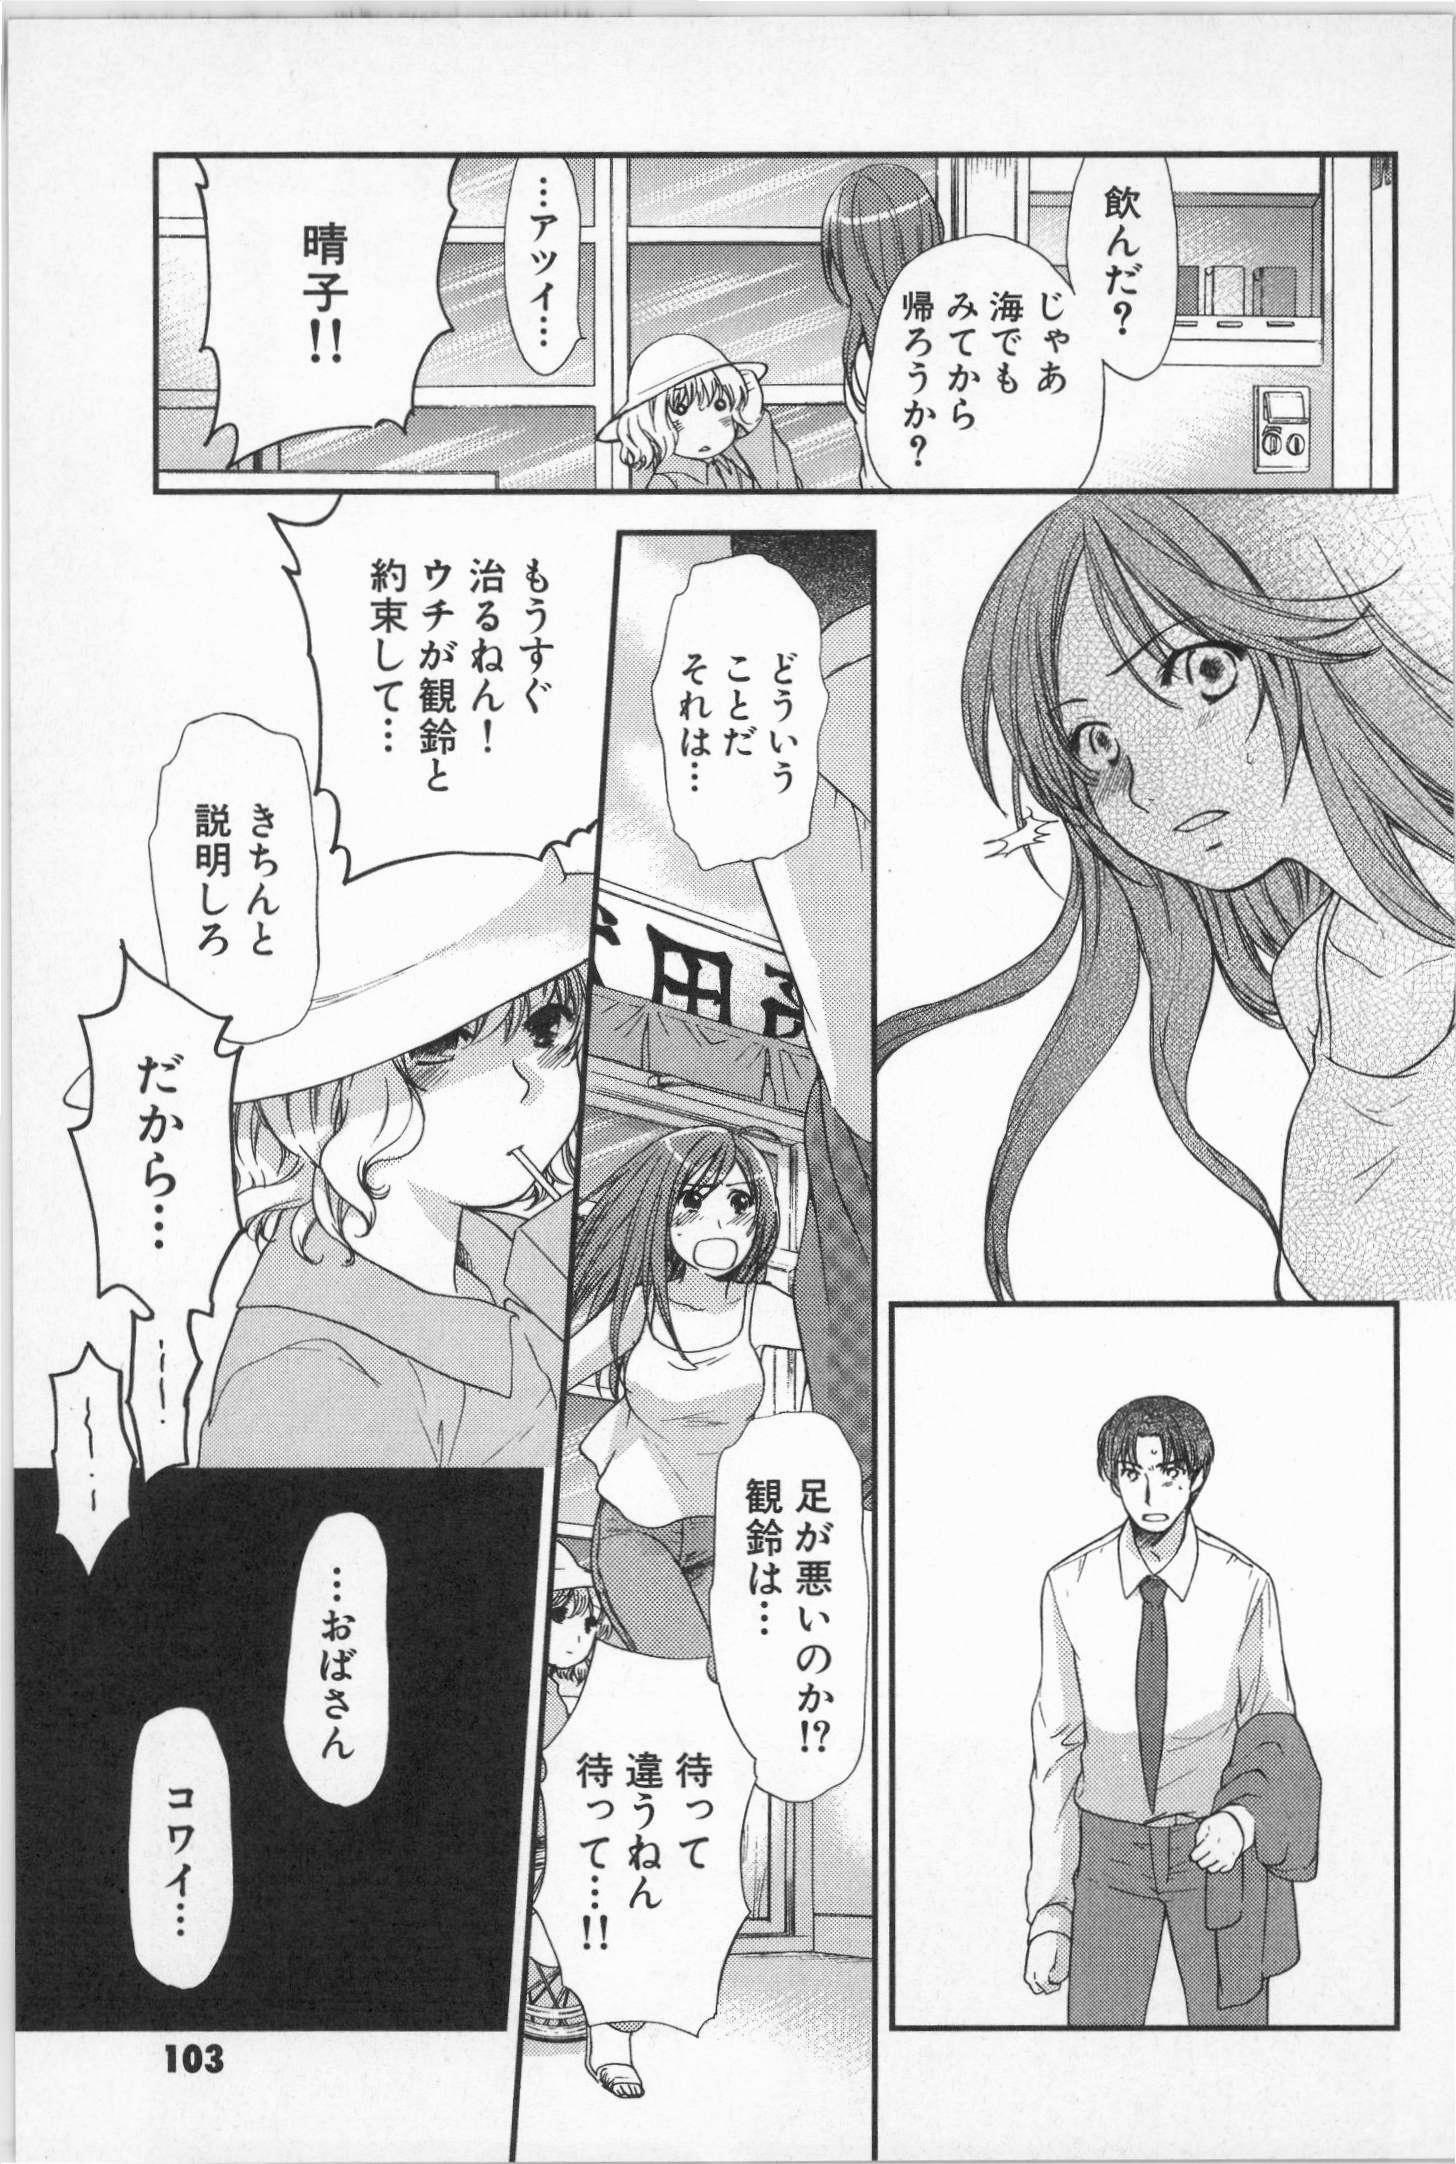 飲んだ?
じゃあ
海でも
みてから
帰ろうか?
…アツイ…
晴子!!
どういう
ことだ
それは…
足が悪いのか!?
観鈴は…
待って
違うねん
待って…!!
もうすぐ
治るねん!
ウチが観鈴と
約束して…
きちんと
説明しろ
だから…
…おばさん
コワイ…
103